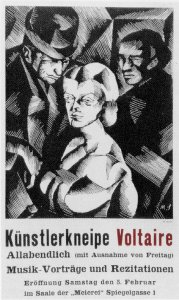 M.S.
Künstlerkneipe Voltaire
Allabendlich (mit Ausnahme von Freitag)
Musik-Vorträge und Rezitationen
Eröffnung Samstag den 5. Februar
im Saale der „Meierei" Spiegelgasse 1